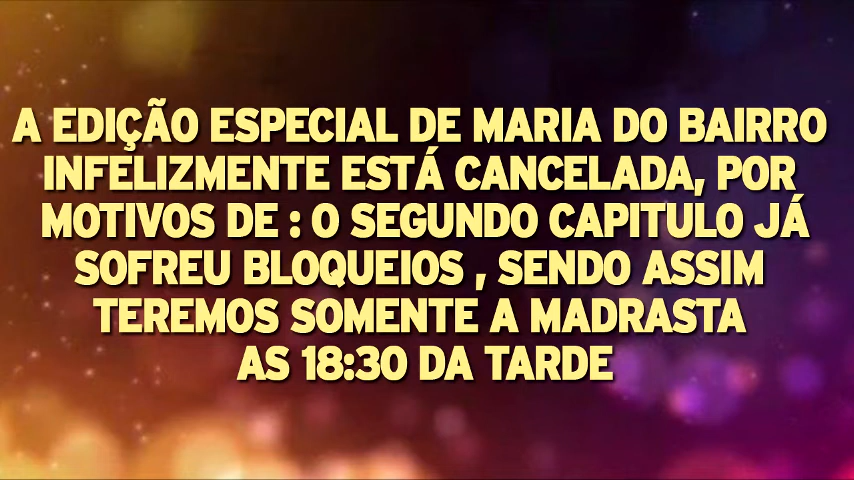 A EDIÇÃO ESPECIAL DE MARIA DO BAIRRO
INFELIZMENTE ESTÁ CANCELADA, POR
MOTIVOS DE : O SEGUNDO CAPITULO JÁ
SOFREU BLOQUEIOS , SENDO ASSIM
TEREMOS SOMENTE A MADRASTA
AS 18:30 DA TARDE